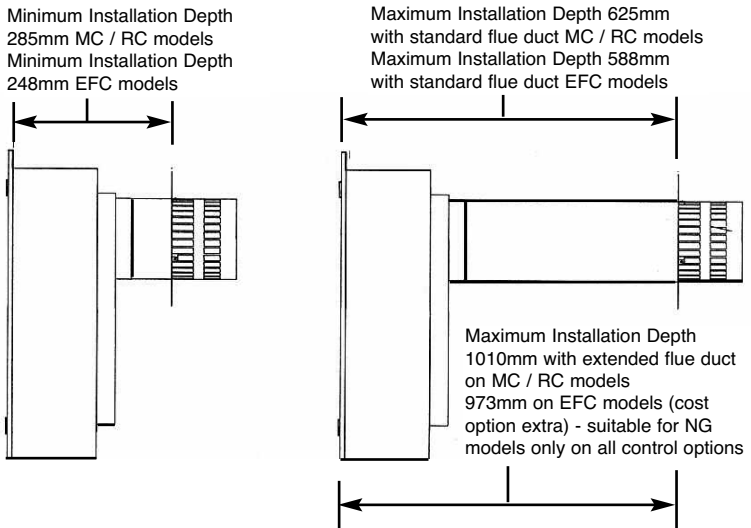 Minimum Installation Depth
285mm MC / RC models
Minimum Installation Depth
248mm EFC models
Maximum Installation Depth 625mm
with standard flue duct MC / RC models
Maximum Installation Depth 588mm
with standard flue duct EFC models
Maximum Installation Depth
1010mm with extended flue duct
on MC / RC models
973mm on EFC models (cost
option extra) - suitable for NG
models only on all control options